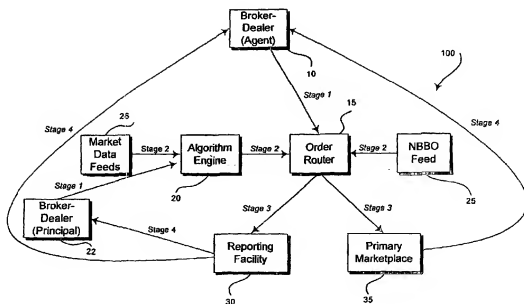 Broker-
Dealer
(Agent)
10
100
Stage 1
15
Stage 4
Stage 4
26
Market
Data
Feeds
Stage 2
Algorithm
Engine
20
Stage 2
Order
Router
Stage 2
NBBO
Feed
25
Stage 1
Broker-
Dealer
(Principal)
22
Stage 4
Stage 3
Stage 3
Reporting
Facility
30
Primary
Marketplace
35